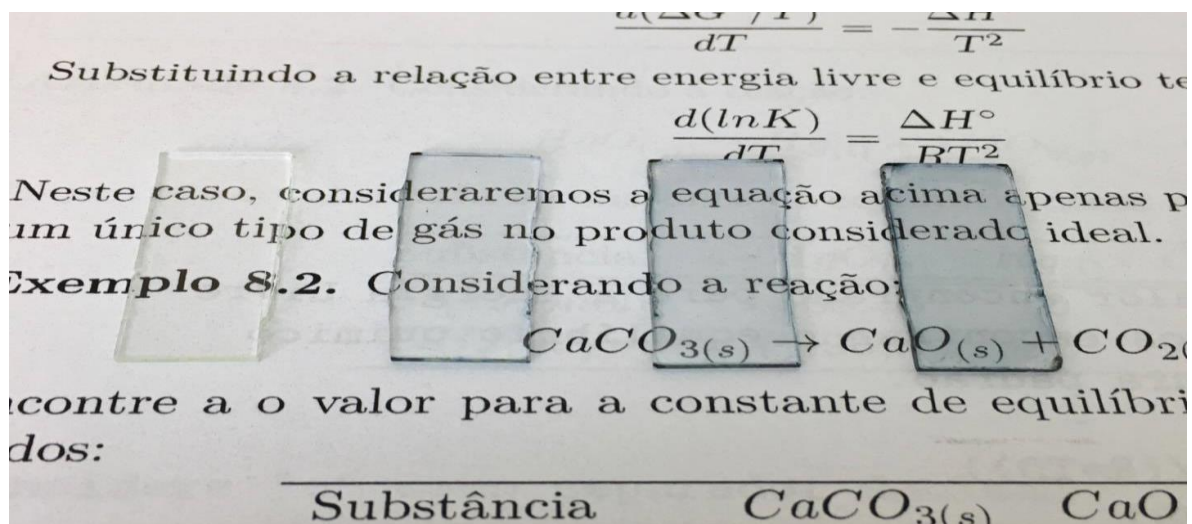 d(ΔG°/T)/dT = −ΔH°/T²
Substituindo a relação entre energia livre e equilíbrio
d(lnK)/dT = ΔH°/RT²
Neste caso, consideraremos a equação acima apenas p
um único tipo de gás no produto considerado ideal.
Exemplo 8.2. Considerando a reação:
CaCO₃₍ₛ₎ → CaO₍ₛ₎ + CO₂₍
contre a o valor para a constante de equilíbri
dos:
Substância CaCO₃₍ₛ₎ CaO